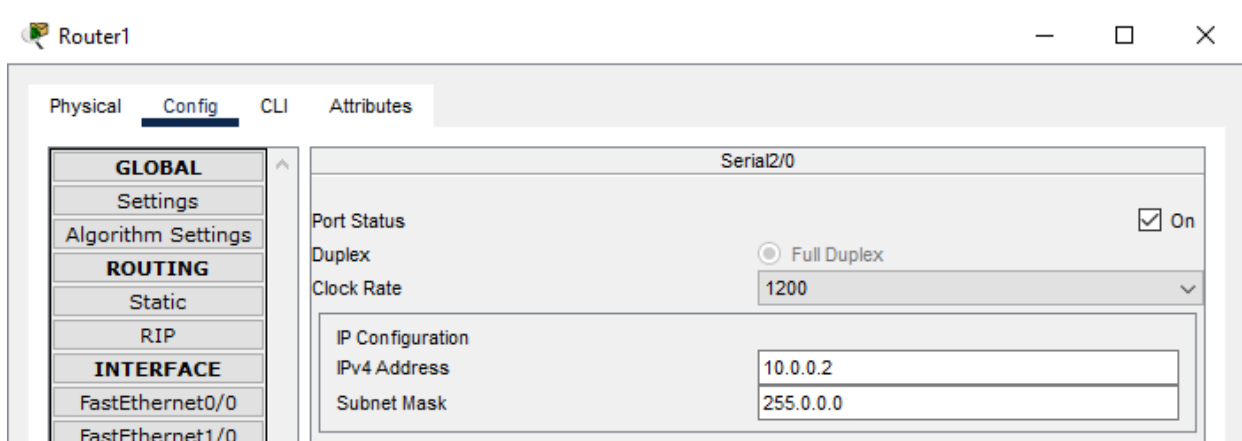 Router1
Physical Config CLI Attributes
GLOBAL
Settings
Algorithm Settings
ROUTING
Static
RIP
INTERFACE
FastEthernet0/0
FastEthernet1/0
Serial2/0
Port Status On
Duplex Full Duplex
Clock Rate 1200
IP Configuration
IPv4 Address 10.0.0.2
Subnet Mask 255.0.0.0